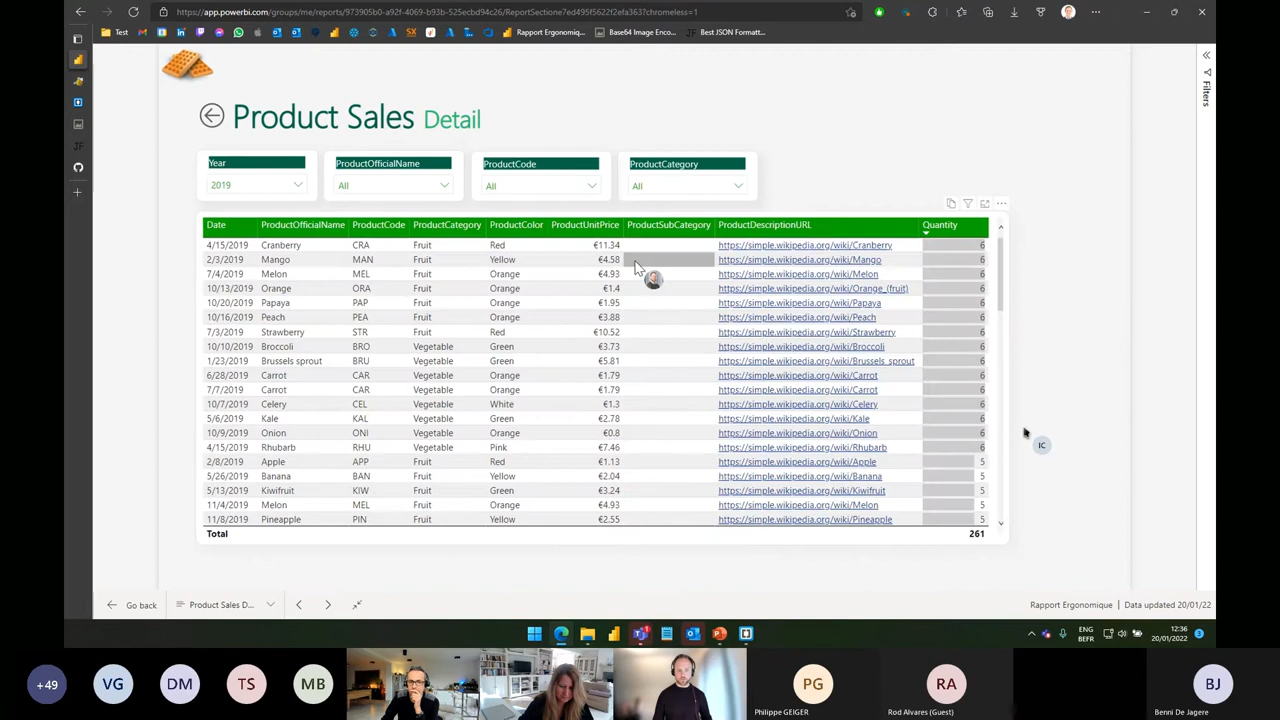 https://app.powerbi.com/groups/me/reports/973905b0-a92f-4069-b93b-525ecbd94c26/ReportSectione7ed495f5622f2efa363?chromeless=1
Test
Rapport Ergonomiq...
Base64 Image Enco...
JF Best JSON Formatt...
Product Sales Detail
Filters
Year ProductOfficialName ProductCode ProductCategory
2019 All All All
Date ProductOfficialName ProductCode ProductCategory ProductColor ProductUnitPrice ProductSubCategory ProductDescriptionURL Quantity
4/15/2019 Cranberry CRA Fruit Red €11.34 https://simple.wikipedia.org/wiki/Cranberry 6
2/3/2019 Mango MAN Fruit Yellow €4.58 https://simple.wikipedia.org/wiki/Mango 6
7/4/2019 Melon MEL Fruit Orange €4.93 https://simple.wikipedia.org/wiki/Melon 6
10/13/2019 Orange ORA Fruit Orange €1.4 https://simple.wikipedia.org/wiki/Orange_(fruit) 6
10/20/2019 Papaya PAP Fruit Orange €1.95 https://simple.wikipedia.org/wiki/Papaya 6
10/16/2019 Peach PEA Fruit Orange €3.88 https://simple.wikipedia.org/wiki/Peach 6
7/3/2019 Strawberry STR Fruit Red €10.52 https://simple.wikipedia.org/wiki/Strawberry 6
10/10/2019 Broccoli BRO Vegetable Green €3.73 https://simple.wikipedia.org/wiki/Broccoli 6
1/23/2019 Brussels sprout BRU Vegetable Green €5.81 https://simple.wikipedia.org/wiki/Brussels_sprout 6
6/28/2019 Carrot CAR Vegetable Orange €1.79 https://simple.wikipedia.org/wiki/Carrot 6
7/7/2019 Carrot CAR Vegetable Orange €1.79 https://simple.wikipedia.org/wiki/Carrot 6
10/7/2019 Celery CEL Vegetable White €1.3 https://simple.wikipedia.org/wiki/Celery 6
5/6/2019 Kale KAL Vegetable Green €2.78 https://simple.wikipedia.org/wiki/Kale 6
10/9/2019 Onion ONI Vegetable Orange €0.8 https://simple.wikipedia.org/wiki/Onion 6
4/15/2019 Rhubarb RHU Vegetable Pink €7.46 https://simple.wikipedia.org/wiki/Rhubarb 6
2/8/2019 Apple APP Fruit Red €1.13 https://simple.wikipedia.org/wiki/Apple 5
5/26/2019 Banana BAN Fruit Yellow €2.04 https://simple.wikipedia.org/wiki/Banana 5
5/13/2019 Kiwifruit KIW Fruit Green €3.24 https://simple.wikipedia.org/wiki/Kiwifruit 5
11/4/2019 Melon MEL Fruit Orange €4.93 https://simple.wikipedia.org/wiki/Melon 5
11/8/2019 Pineapple PIN Fruit Yellow €2.55 https://simple.wikipedia.org/wiki/Pineapple 5
Total 261
IC
Go back Product Sales D... Rapport Ergonomique | Data updated 20/01/22
ENG 12:36
BEFR 20/01/2022
+49 VG DM TS MB PG RA BJ
Philippe GEIGER Rod Alvares (Guest) Benni De Jagere